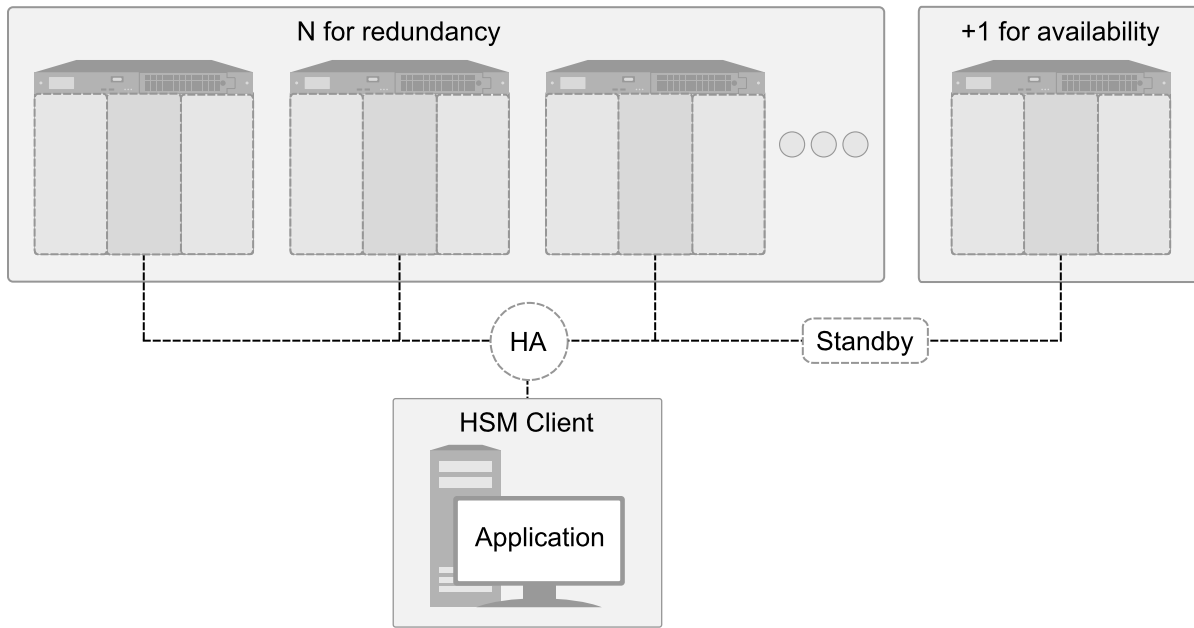 N for redundancy
+1 for availability
HA
Standby
HSM Client
Application